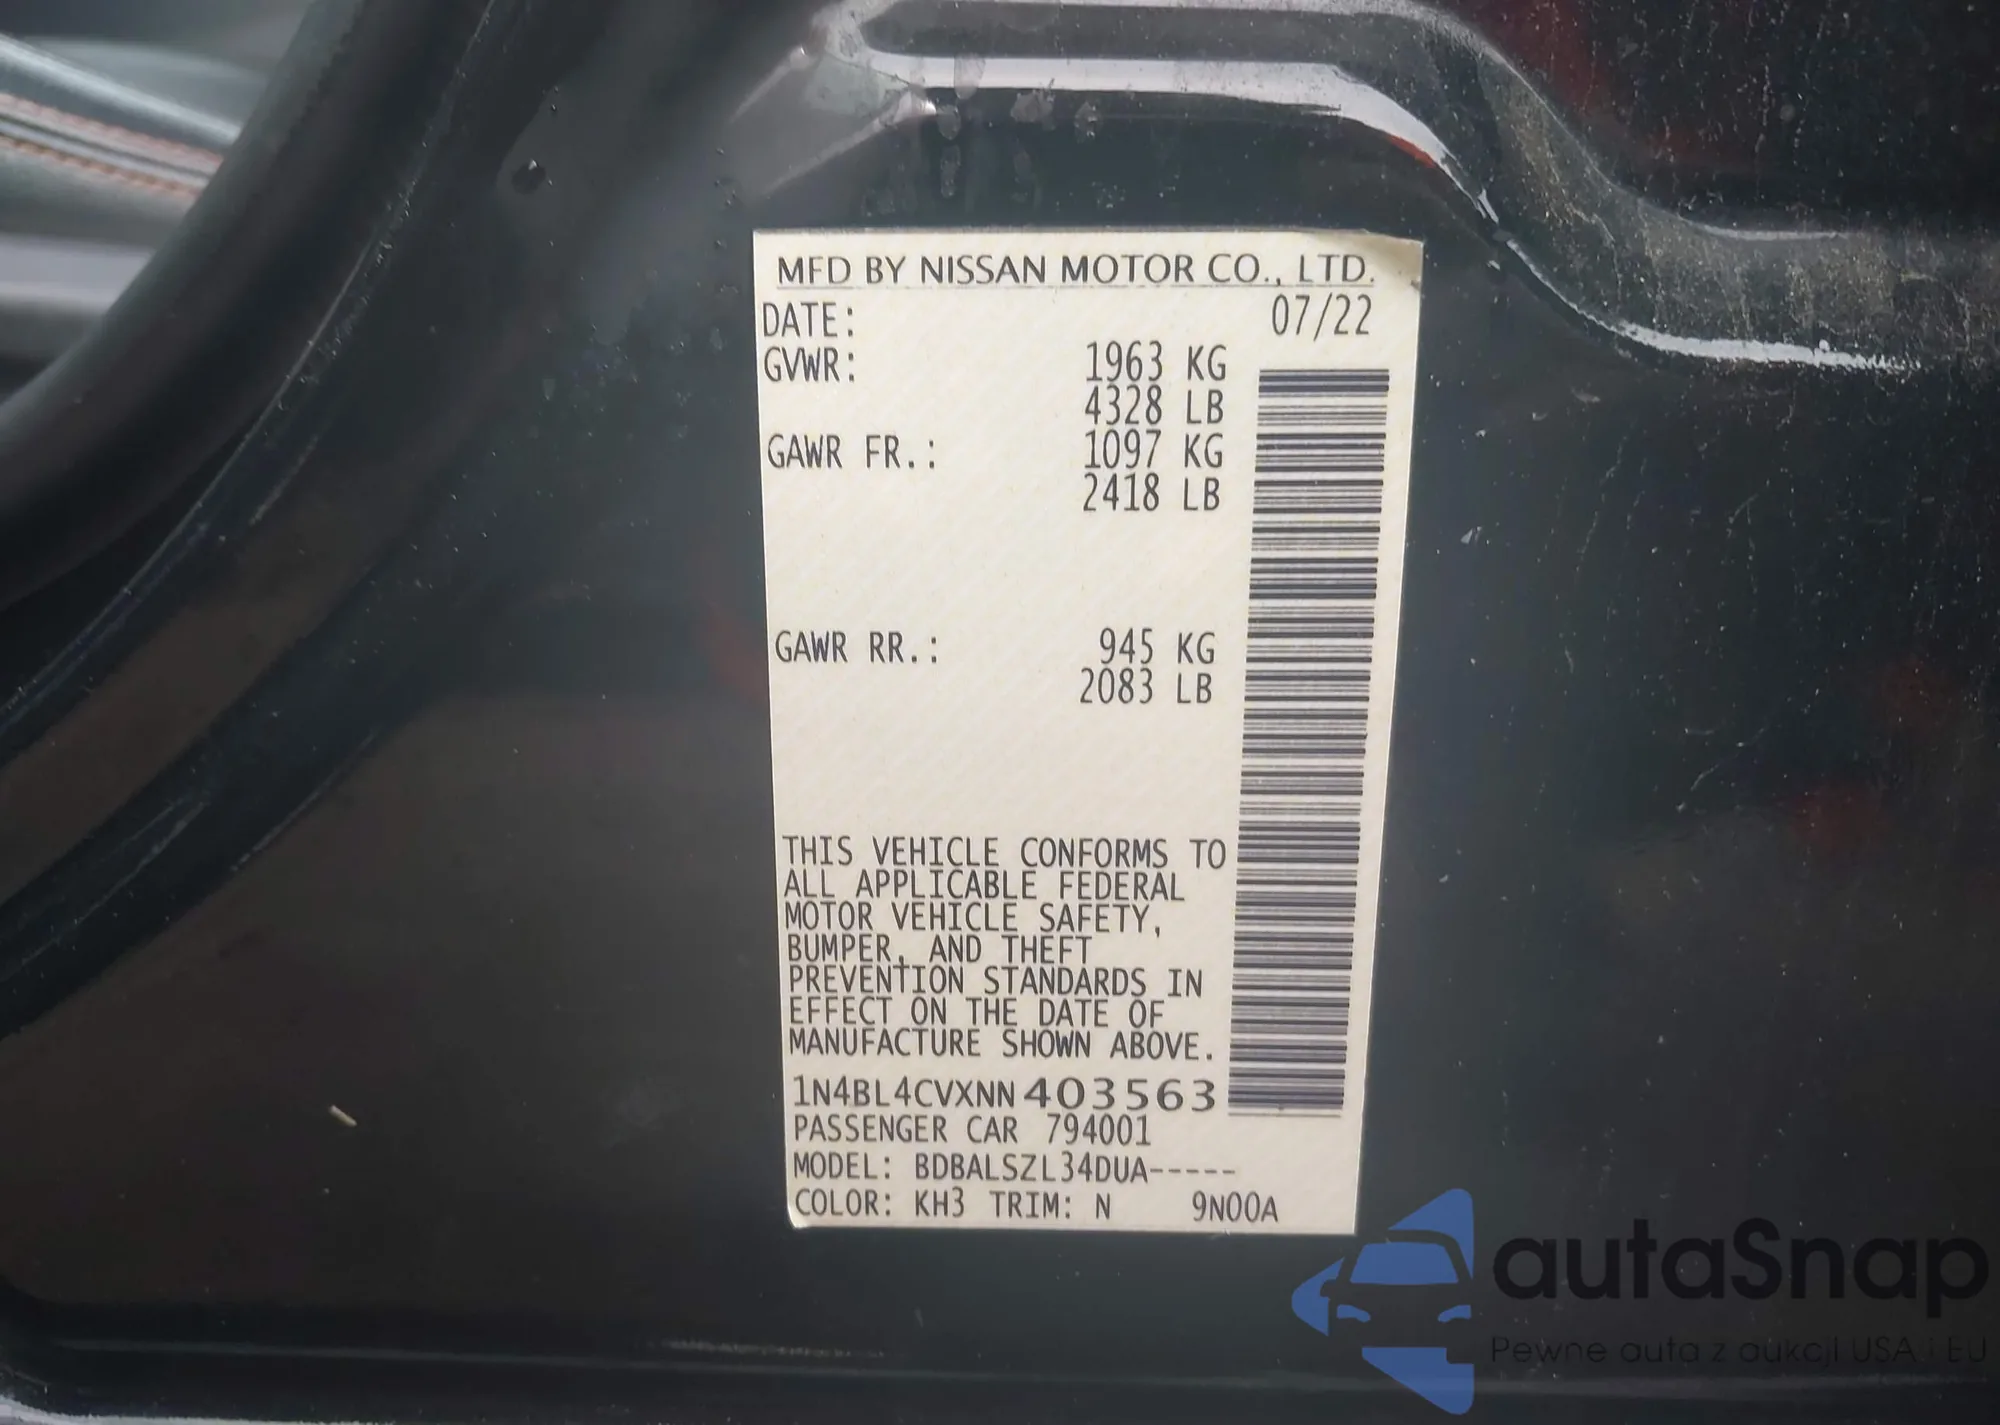 MFD BY NISSAN MOTOR CO., LTD.
DATE: 07/22
GVWR: 1963 KG
4328 LB
GAWR FR.: 1097 KG
2418 LB
GAWR RR.: 945 KG
2083 LB
THIS VEHICLE CONFORMS TO
ALL APPLICABLE FEDERAL
MOTOR VEHICLE SAFETY,
BUMPER, AND THEFT
PREVENTION STANDARDS IN
EFFECT ON THE DATE OF
MANUFACTURE SHOWN ABOVE.
1N4BL4CVXNN403563
PASSENGER CAR 794001
MODEL: BDBALSZL34DUA-----
COLOR: KH3 TRIM: N 9N00A
autaSnap
Pewne auta z aukcji USA i EU